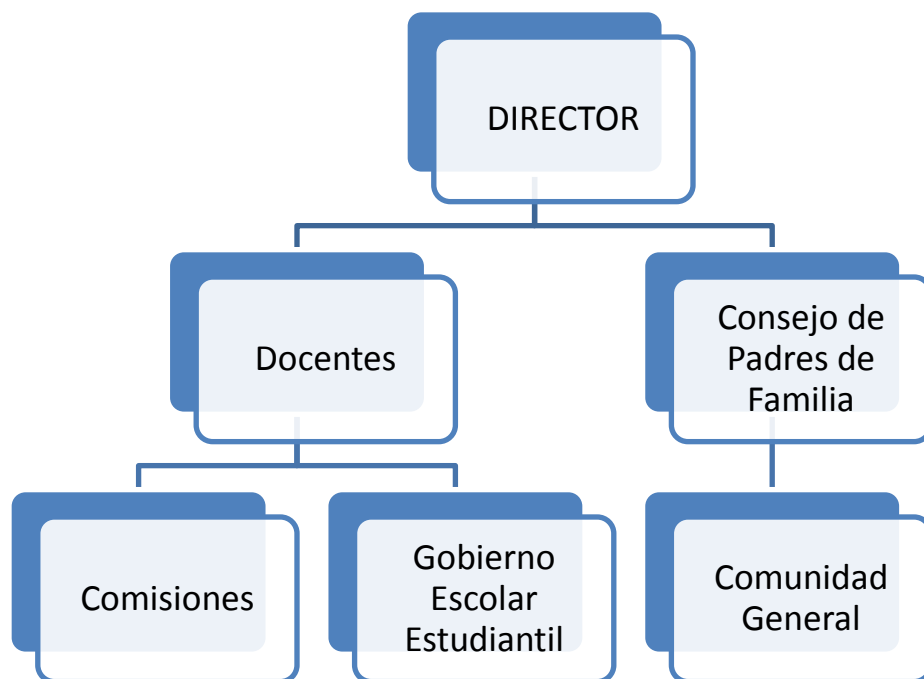 DIRECTOR
Docentes
Consejo de
Padres de
Familia
Comisiones
Gobierno
Escolar
Estudiantil
Comunidad
General